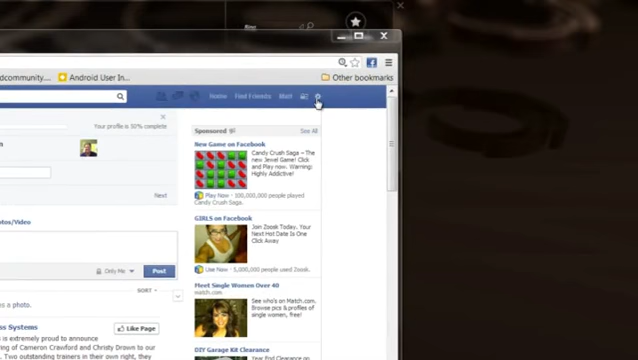 dcommunity....
Android User In...
Other bookmarks
Home
Find Friends
Your profile is 50% complete
Next
otos/Video
Only Me
Post
SORT
s a photo.
ss Systems
Like Page
is extremely proud to announce
ring of Cameron Crawford and Christy Drown to our
Two outstanding trainers in their own right,
Sponsored
See All
New Game on Facebook
Candy Crush Saga – The
new Jewel Game! Click
and Play now. Warning:
Highly Addictive!
Play Now · 100,000,000 people played
Candy Crush Saga.
GIRLS on Facebook
Join Zoosk Today. Your
Next Hot Date Is One
Click Away
Use Now · 5,000,000 people used Zoosk.
Meet Single Women Over 40
match.com
See who's on Match.com.
Browse pics & profiles of
single women, free!
DIY Garage Kit Clearance
Year End Clearance on